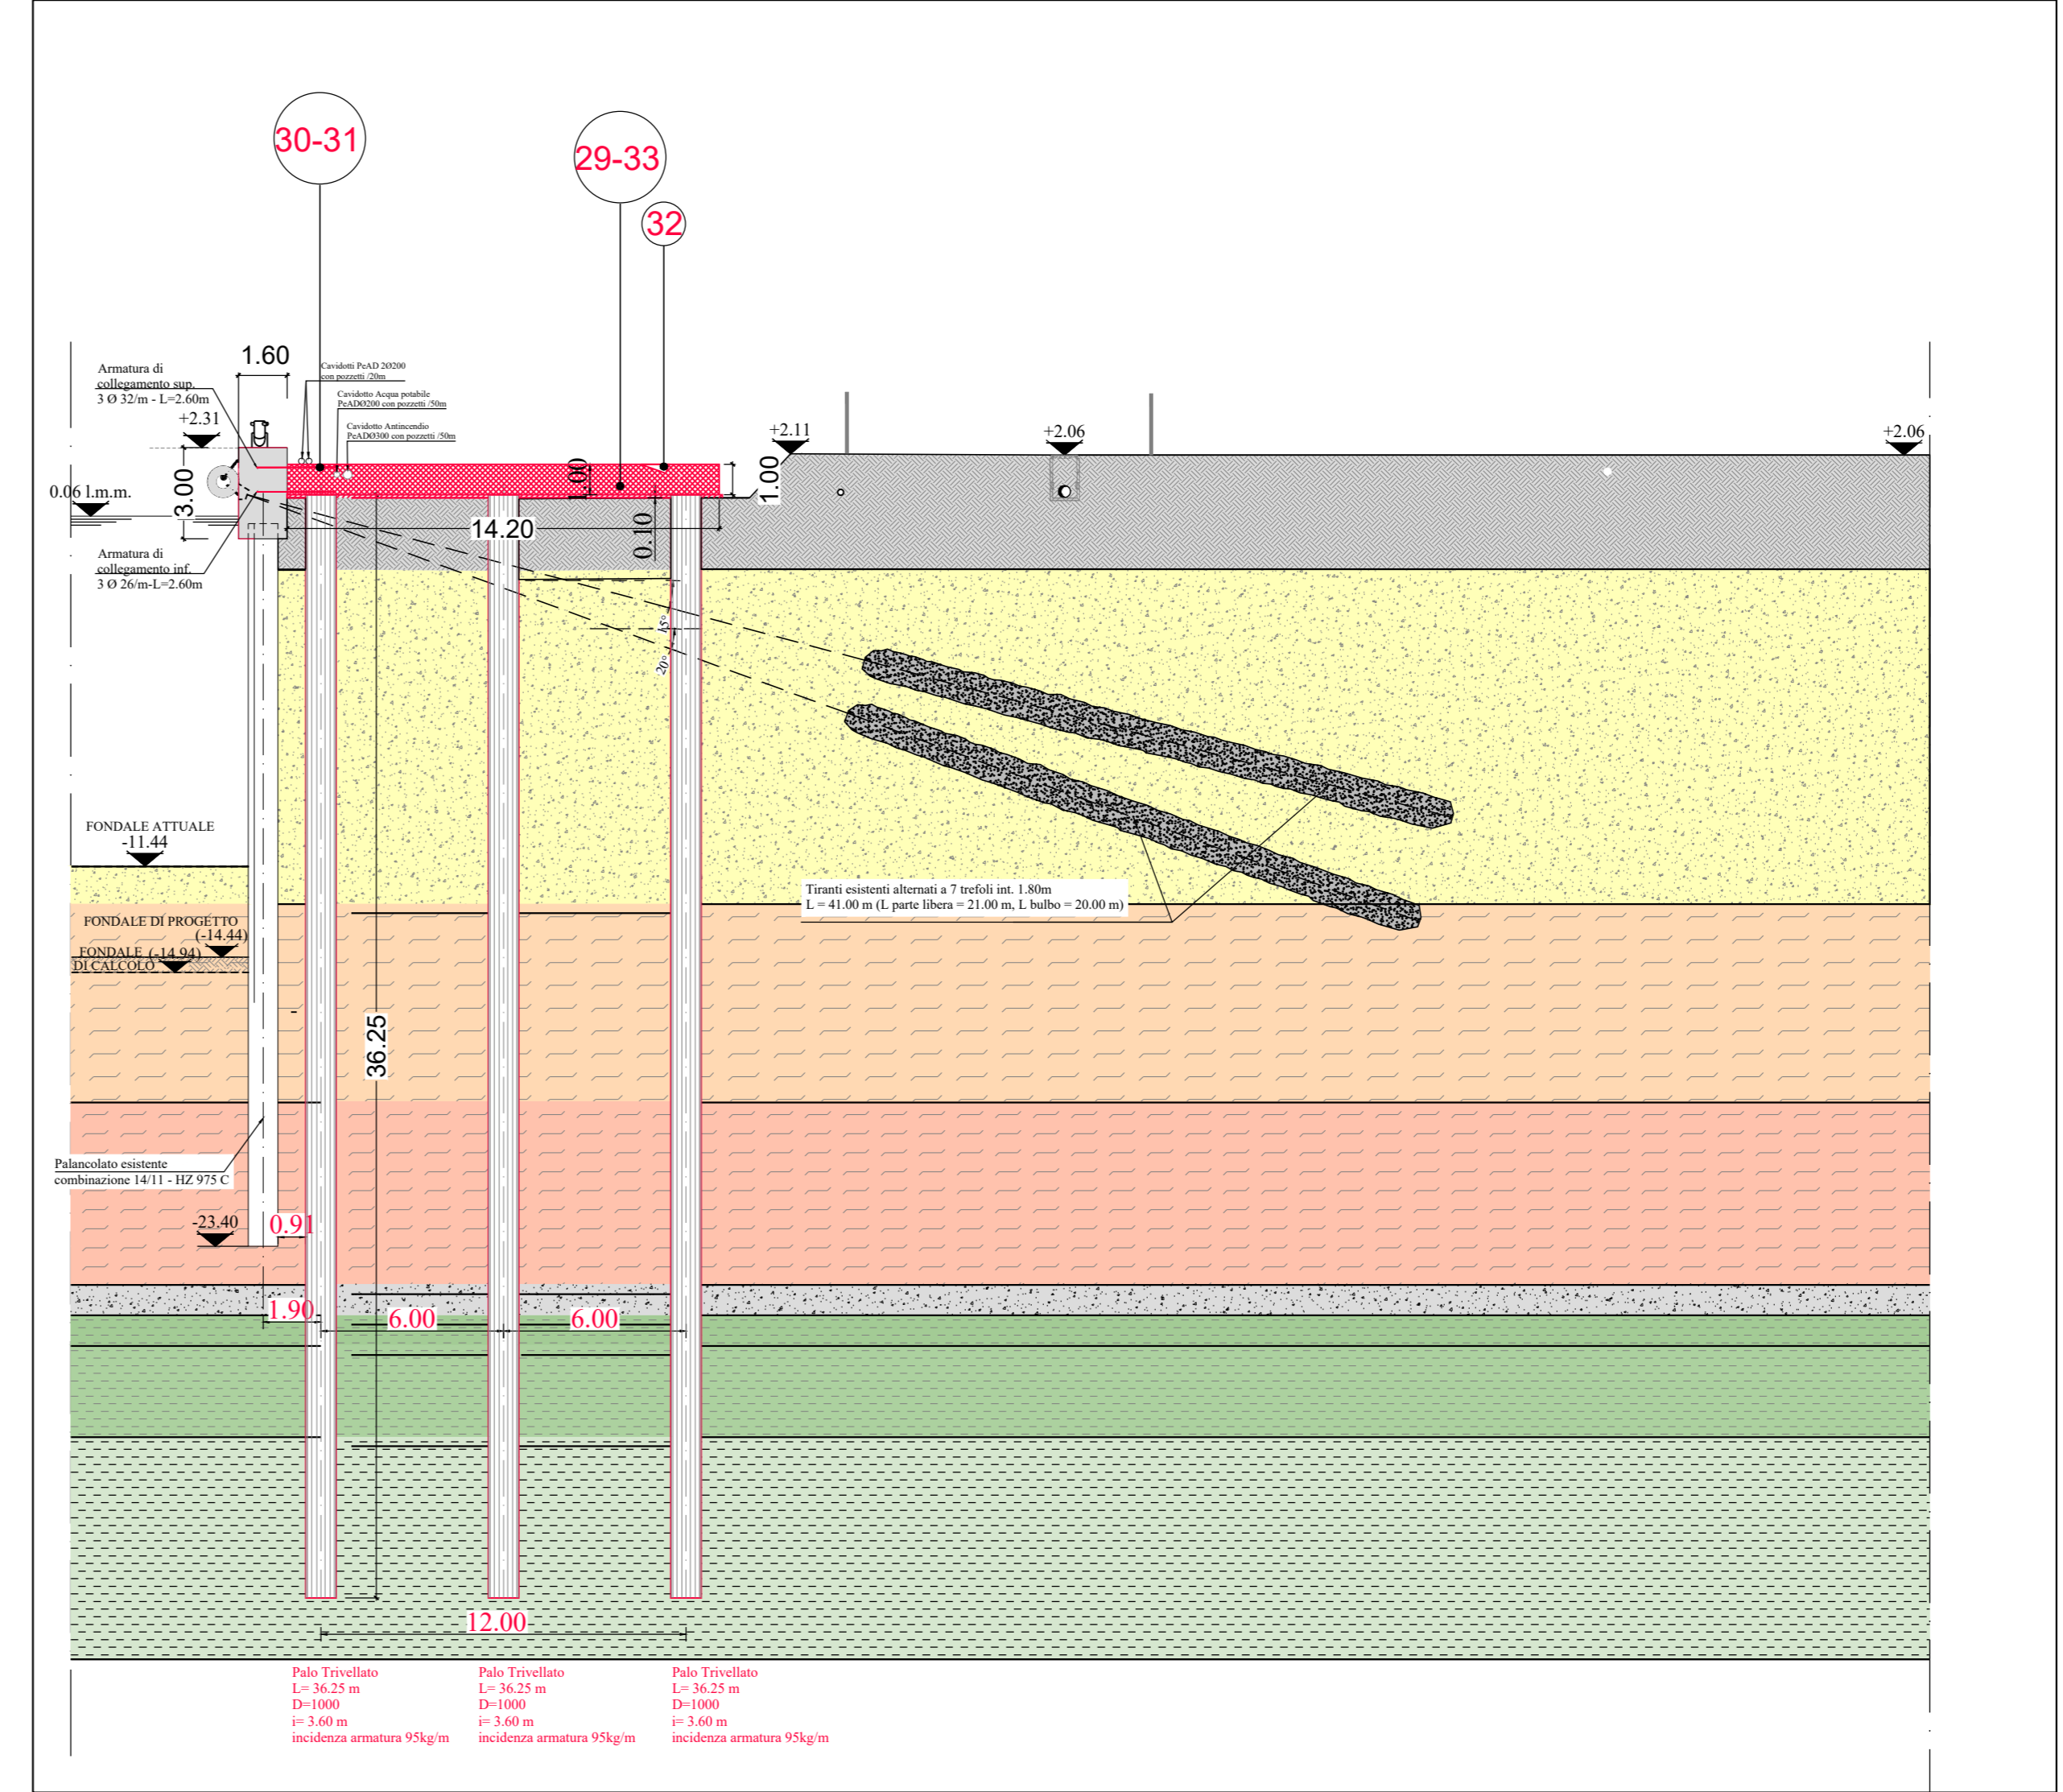 30-31
29-33
32
1.60
Armatura di
collegamento sup.
3 Ø 32/m - L=2.60m
Cavidotti PeAD 2Ø200
con pozzetti /20m
Cavidotto Acqua potabile
PeADØ200 con pozzetti /50m
Cavidotto Antincendio
PeADØ300 con pozzetti /50m
+2.31
+2.11
+2.06
+2.06
3.00
1.00
1.00
0.06 l.m.m.
14.20
0.10
Armatura di
collegamento inf.
3 Ø 26/m-L=2.60m
15°
20°
FONDALE ATTUALE
-11.44
Tiranti esistenti alternati a 7 trefoli int. 1.80m
L = 41.00 m (L parte libera = 21.00 m, L bulbo = 20.00 m)
FONDALE DI PROGETTO
(-14.44)
FONDALE (-14.94)
DI CALCOLO
36.25
Palancolato esistente
combinazione 14/11 - HZ 975 C
-23.40
0.91
1.90
6.00
6.00
12.00
Palo Trivellato
L= 36.25 m
D=1000
i= 3.60 m
incidenza armatura 95kg/m
Palo Trivellato
L= 36.25 m
D=1000
i= 3.60 m
incidenza armatura 95kg/m
Palo Trivellato
L= 36.25 m
D=1000
i= 3.60 m
incidenza armatura 95kg/m